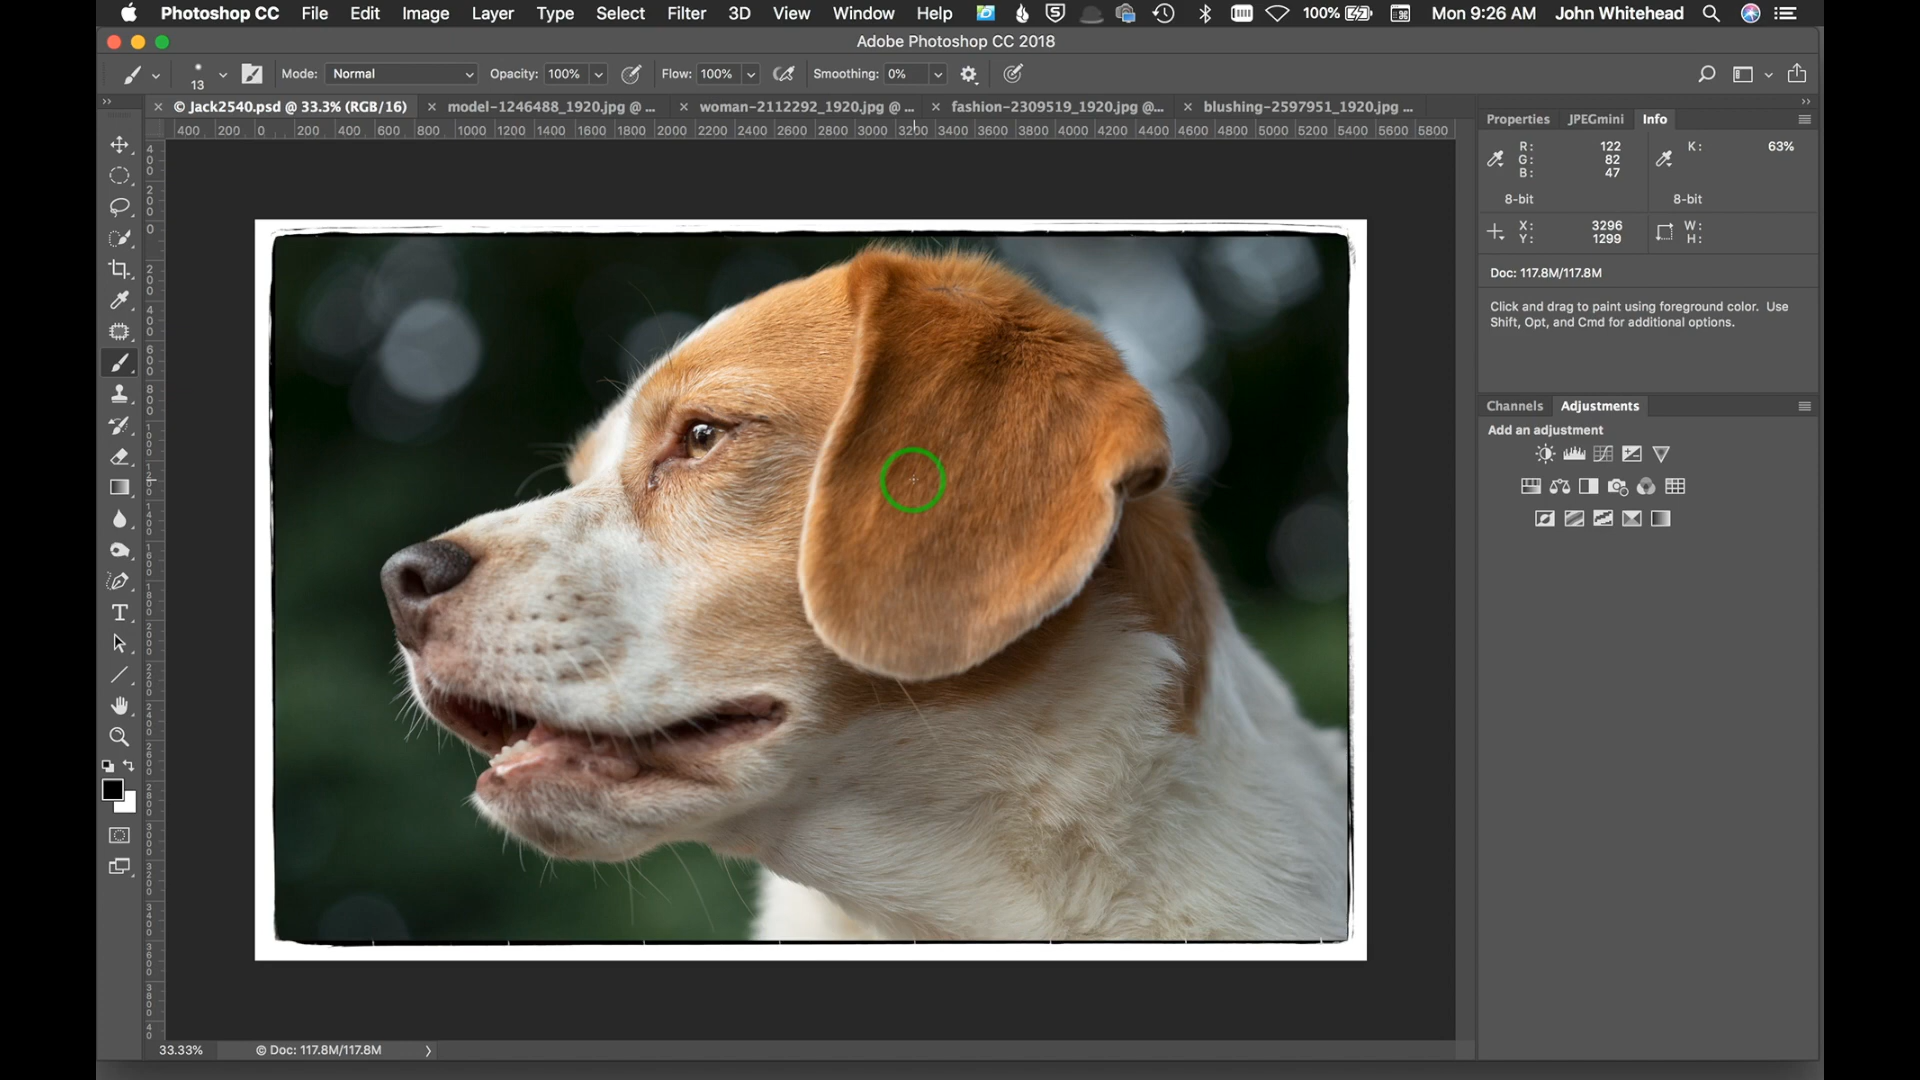 Photoshop CC File Edit Image Layer Type Select Filter 3D View Window Help 100% Mon 9:26 AM John Whitehead
Adobe Photoshop CC 2018
13 Mode: Normal Opacity: 100% Flow: 100% Smoothing: 0%
© Jack2540.psd @ 33.3% (RGB/16) model-1246488_1920.jpg @ ... woman-2112292_1920.jpg @ ... fashion-2309519_1920.jpg @... blushing-2597951_1920.jpg ...
400 200 0 200 400 600 800 1000 1200 1400 1600 1800 2000 2200 2400 2600 2800 3000 3200 3400 3600 3800 4000 4200 4400 4600 4800 5000 5200 5400 5600 5800
Properties JPEGmini Info
R: 122 K: 63%
G: 82
B: 47
8-bit 8-bit
X: 3296 W:
Y: 1299 H:
Doc: 117.8M/117.8M
Click and drag to paint using foreground color. Use
Shift, Opt, and Cmd for additional options.
Channels Adjustments
Add an adjustment
33.33% © Doc: 117.8M/117.8M